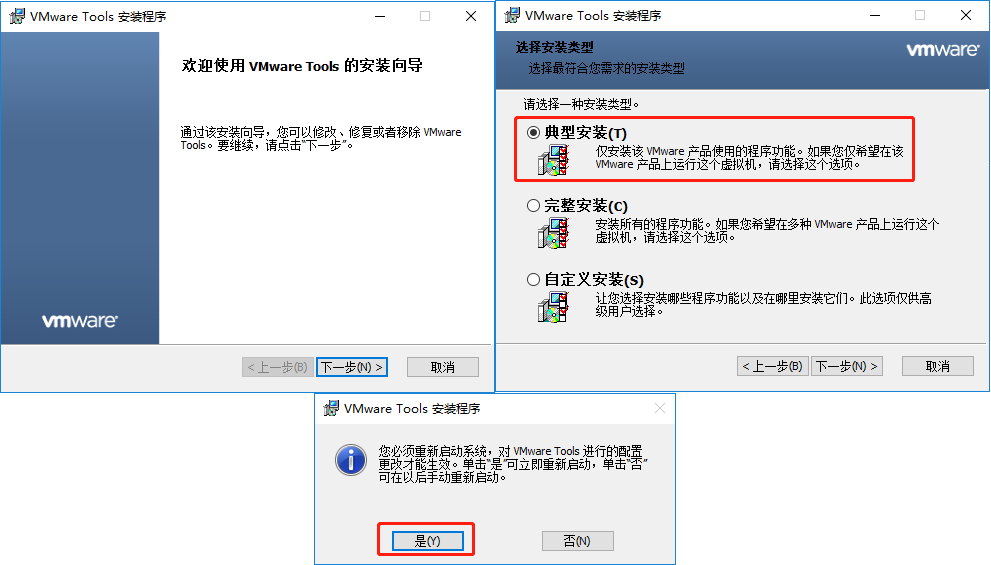 VMware Tools 安装程序
欢迎使用 VMware Tools 的安装向导
通过该安装向导，您可以修改、修复或者移除 VMware
Tools。要继续，请点击“下一步”。
vmware
< 上一步(B)
下一步(N) >
取消
VMware Tools 安装程序
选择安装类型
选择最符合您需求的安装类型
vmware
请选择一种安装类型。
典型安装(T)
仅安装该 VMware 产品使用的程序功能。如果您仅希望在该
VMware 产品上运行这个虚拟机，请选择这个选项。
完整安装(C)
安装所有的程序功能。如果您希望在多种 VMware 产品上运行这个
虚拟机，请选择这个选项。
自定义安装(S)
让您选择安装哪些程序功能以及在哪里安装它们。此选项仅供高
级用户选择。
< 上一步(B)
下一步(N) >
取消
VMware Tools 安装程序
您必须重新启动系统，对 VMware Tools 进行的配置
更改才能生效。单击“是”可立即重新启动，单击“否”
可在以后手动重新启动。
是(Y)
否(N)